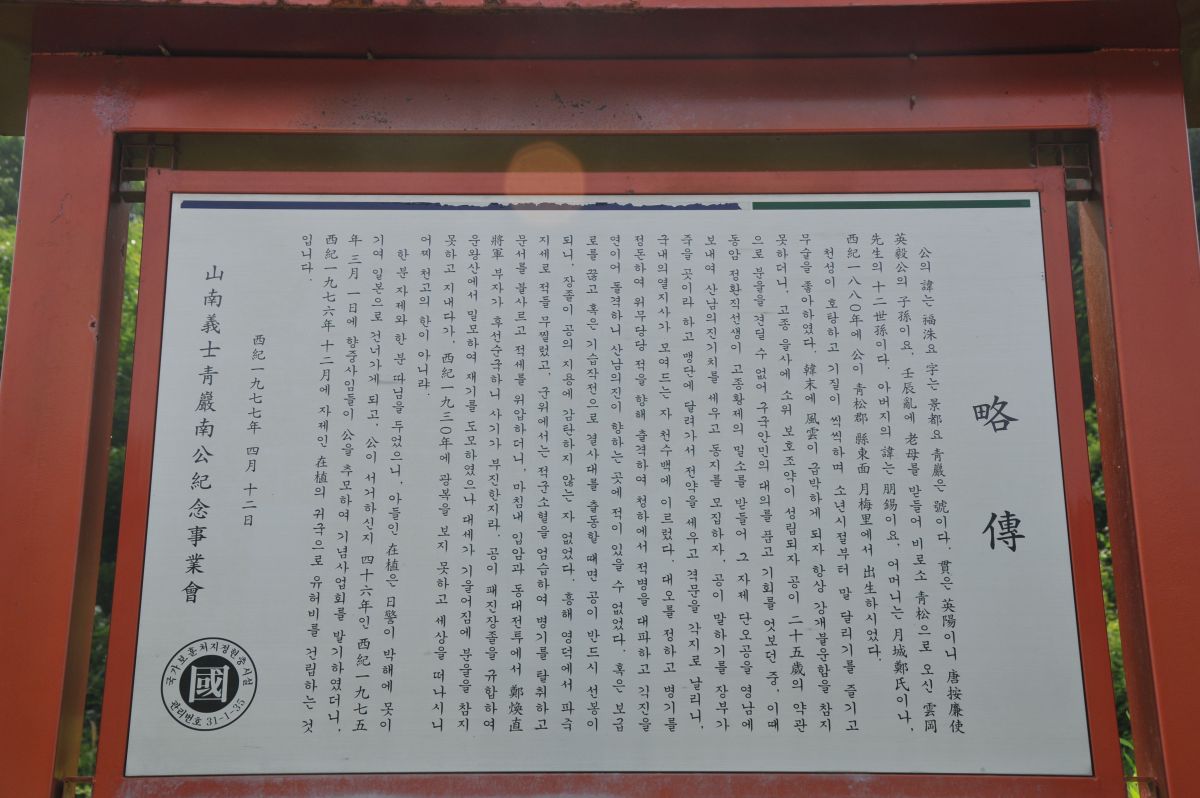 略傳
公의 諱는 福洙요 字는 景都요 青巖은 號이다. 貫은 英陽이니 唐按廉使
英毅公의 子孫이요, 壬辰亂에 老母를 받들어 비로소 青松으로 오신 雲岡
先生의 十二世孫이다. 아버지의 諱는 朋錫이요, 어머니는 月城鄭氏이나,
西紀一八八○年에 公이 青松郡 縣東面 月梅里에서 出生하시었다.
천성이 호탕하고 기질이 씩씩하며 소년시절부터 말 달리기를 즐기고
무술을 좋아하였다. 韓末에 風雲이 급박하게 되자 항상 강개불운함을 참지
못하더니, 고종 을사에 소위 보호조약이 성립되자 공이 二十五歲의 약관
으로 분울을 견딜 수 없어 구국안민의 대의를 품고 기회를 엿보던 중, 이때
동암 정환직선생이 고종황제의 밀소를 받들어 그 자제 단오공을 영남에
보내여 산남의진기치를 세우고 동지를 모집하자, 공이 말하기를 장부가
죽을 곳이라 하고 맹단에 달려가서 전약을 세우고 격문을 각지로 날리니,
국내의열지사가 모여드는 자 천수백에 이르렀다. 대오를 정하고 병기를
정돈하여 위무당당 적을 향해 출격하여 청하에서 적병을 대파하고 각진을
연이어 돌격하니 산남의진이 향하는 곳에 적이 있을 수 없었다. 혹은 보급
로를 끊고 혹은 기습작전으로 결사대를 출동할 때면 공이 반드시 선봉이
되니, 장졸이 공의 지용에 감탄하지 않는 자 없었다. 흥해 영덕에서 파죽
지세로 적들 무찔렀고, 군위에서는 적군소혈을 엄습하여 병기를 탈취하고
문서를 불사르고 적세를 위압하더니, 마침내 입암과 동대전투에서 鄭煥直
將軍 부자가 후선순국하니 사기가 부진한지라. 공이 패진장졸을 규합하여
운왕산에서 밀모하여 재기를 도모하였으나 대세가 기울어짐에 분울을 참지
못하고 지내다가, 西紀一九三○年에 광복을 보지 못하고 세상을 떠나시니
어찌 천고의 한이 아니랴.
한 분 자제와 한 분 따님을 두었으니, 아들인 在植은 日警이 박해에 못이
기여 일본으로 건너가게 되고, 公이 서거하신지 四十六年인 西紀一九七五
年 三月 一日에 향중사림들이 公을 추모하여 기념사업회를 발기하였더니,
西紀一九七六年 十二月에 자제인 在植의 귀국으로 유허비를 건립하는 것
입니다.
西紀一九七七年 四月 十二日
山南義士青巖南公紀念事業會
국가보훈처지정현충시설
國
관리번호 31-1-35